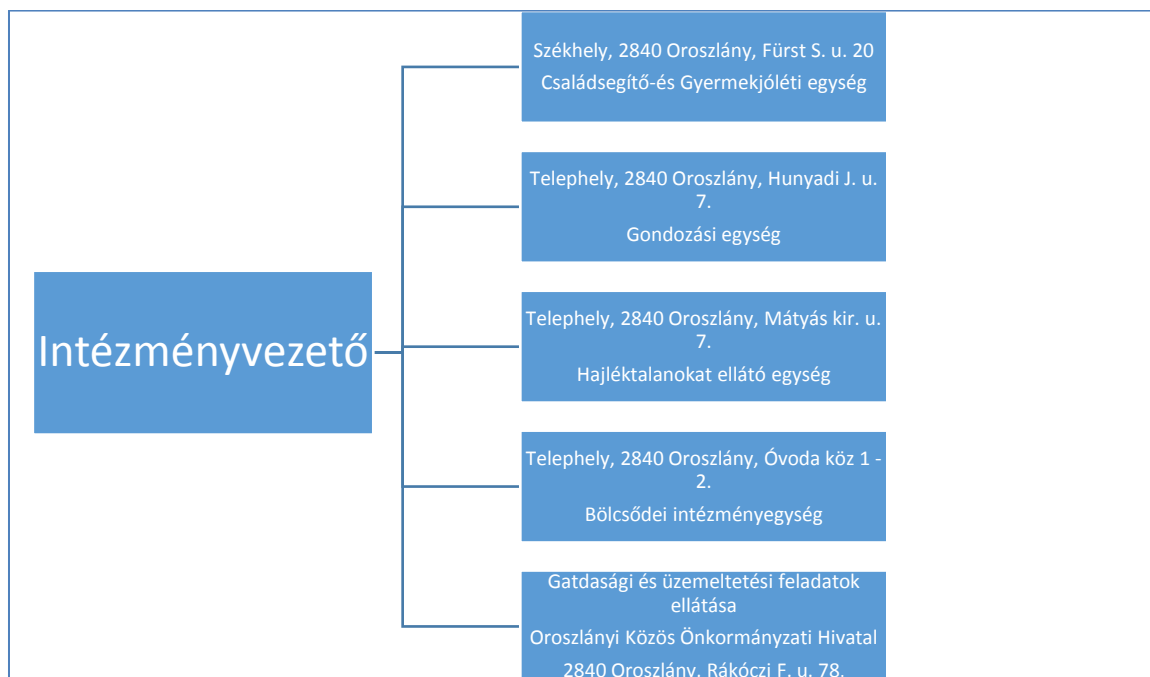 Székhely, 2840 Oroszlány, Fürst S. u. 20
Családsegítő-és Gyermekjóléti egység
Telephely, 2840 Oroszlány, Hunyadi J. u.
7.
Gondozási egység
Intézményvezető
Telephely, 2840 Oroszlány, Mátyás kir. u.
7.
Hajléktalanokat ellátó egység
Telephely, 2840 Oroszlány, Óvoda köz 1 -
2.
Bölcsődei intézményegység
Gatdasági és üzemeltetési feladatok
ellátása
Oroszlányi Közös Önkormányzati Hivatal
2840 Oroszlány, Rákóczi F. u. 78.